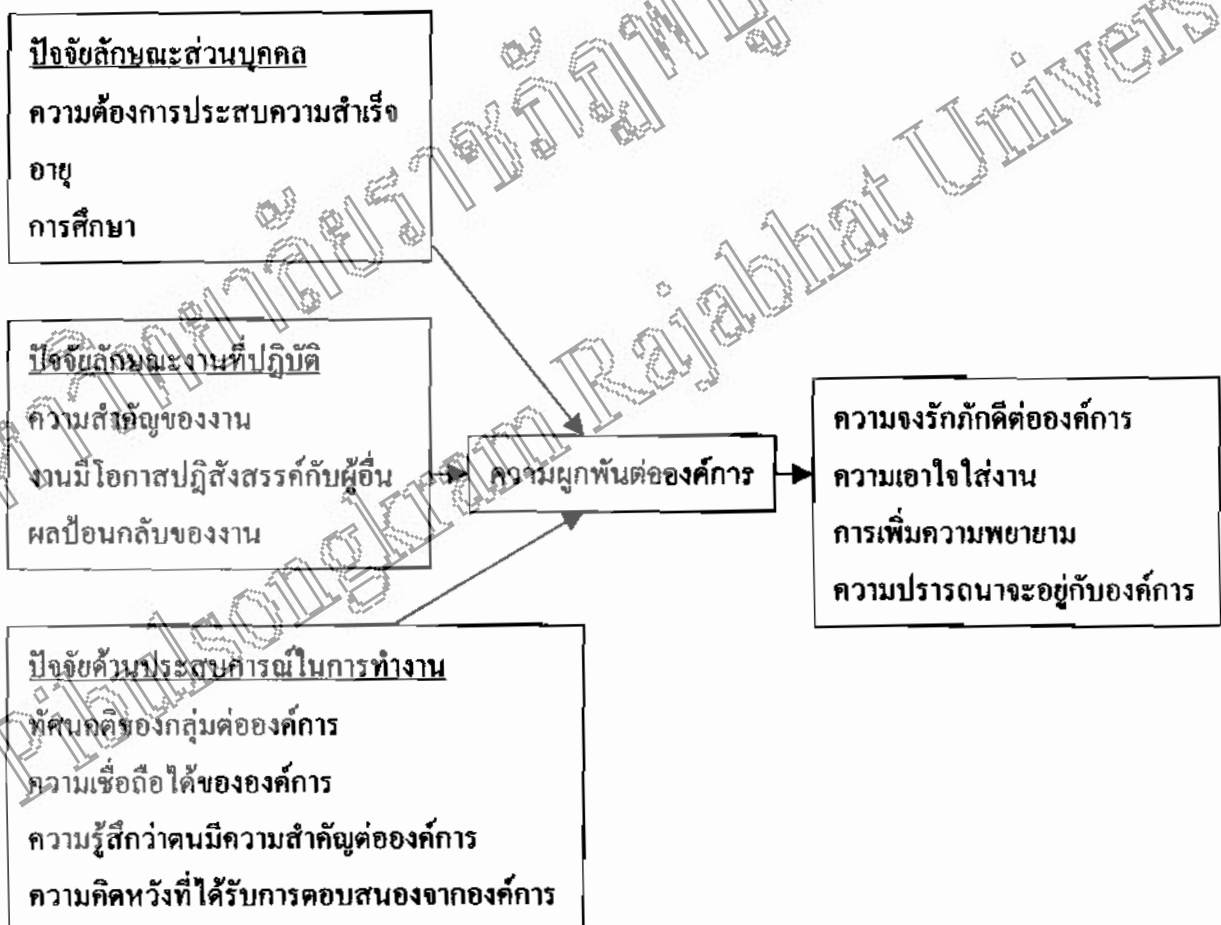 ปัจจัยลักษณะส่วนบุคคล
ความต้องการประสบความสำเร็จ
อายุ
การศึกษา
ปัจจัยลักษณะงานที่ปฏิบัติ
ความสำคัญของงาน
งานมีโอกาสปฏิสังสรรค์กับผู้อื่น
ผลป้อนกลับของงาน
ปัจจัยด้านประสบการณ์ในการทำงาน
ทัศนคติของกลุ่มต่อองค์การ
ความเชื่อถือได้ขององค์การ
ความรู้สึกว่าตนมีความสำคัญต่อองค์การ
ความคิดหวังที่ได้รับการตอบสนองจากองค์การ
ความผูกพันต่อองค์การ
ความจงรักภักดีต่อองค์การ
ความเอาใจใส่งาน
การเพิ่มความพยายาม
ความปรารถนาจะอยู่กับองค์การ
Pibulsongkram Rajabhat Univers